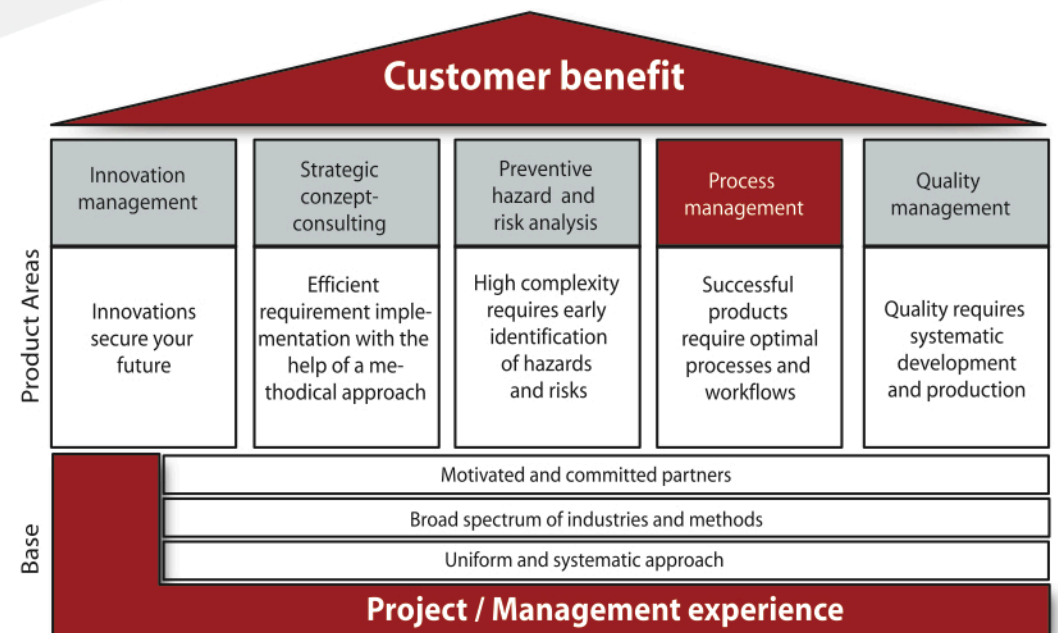 Customer benefit
Product Areas
Innovation
management
Innovations
secure your
future
Strategic
conzept-
consulting
Efficient
requirement imple-
mentation with the
help of a me-
thodical approach
Preventive
hazard and
risk analysis
High complexity
requires early
identification
of hazards
and risks
Process
management
Successful
products
require optimal
processes and
workflows
Quality
management
Quality requires
systematic
development
and production
Base
Motivated and committed partners
Broad spectrum of industries and methods
Uniform and systematic approach
Project / Management experience